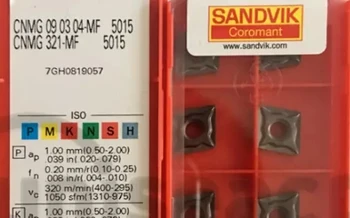 CNMG 09 03 04-MF 5015
CNMG 321-MF 5015
7GH0819057
SANDVIK
Coromant
www.sandvik.com
ISO
P M K N S H
P ap 1.00 mm(0.50-2.00)
.039 in(.020-.079)
fn 0.20 mm/r(0.10-0.25)
.008 in/r(.004-.010)
vc 320 m/min(400-295)
1050 sfm(1310-975)
K 1.00 mm(0.50-2.00)